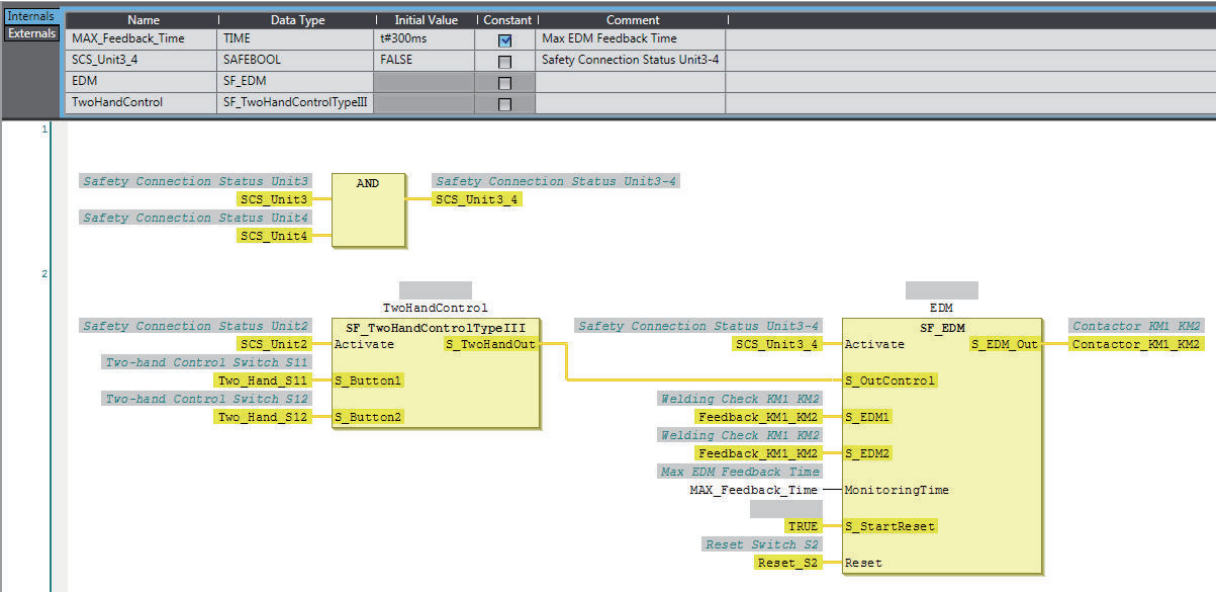 Internals
Externals
Name Data Type Initial Value Constant Comment
MAX_Feedback_Time TIME t#300ms Max EDM Feedback Time
SCS_Unit3_4 SAFEBOOL FALSE Safety Connection Status Unit3-4
EDM SF_EDM
TwoHandControl SF_TwoHandControlTypeIII
1
Safety Connection Status Unit3 AND Safety Connection Status Unit3-4
SCS_Unit3 SCS_Unit3_4
Safety Connection Status Unit4
SCS_Unit4
2
TwoHandControl EDM
Safety Connection Status Unit2 SF_TwoHandControlTypeIII Safety Connection Status Unit3-4 SF_EDM Contactor KM1 KM2
SCS_Unit2 Activate S_TwoHandOut SCS_Unit3_4 Activate S_EDM_Out Contactor_KM1_KM2
Two-hand Control Switch S11
Two_Hand_S11 S_Button1 S_OutControl
Two-hand Control Switch S12 Welding Check KM1 KM2
Two_Hand_S12 S_Button2 Feedback_KM1_KM2 S_EDM1
Welding Check KM1 KM2
Feedback_KM1_KM2 S_EDM2
Max EDM Feedback Time
MAX_Feedback_Time MonitoringTime
TRUE S_StartReset
Reset Switch S2
Reset_S2 Reset